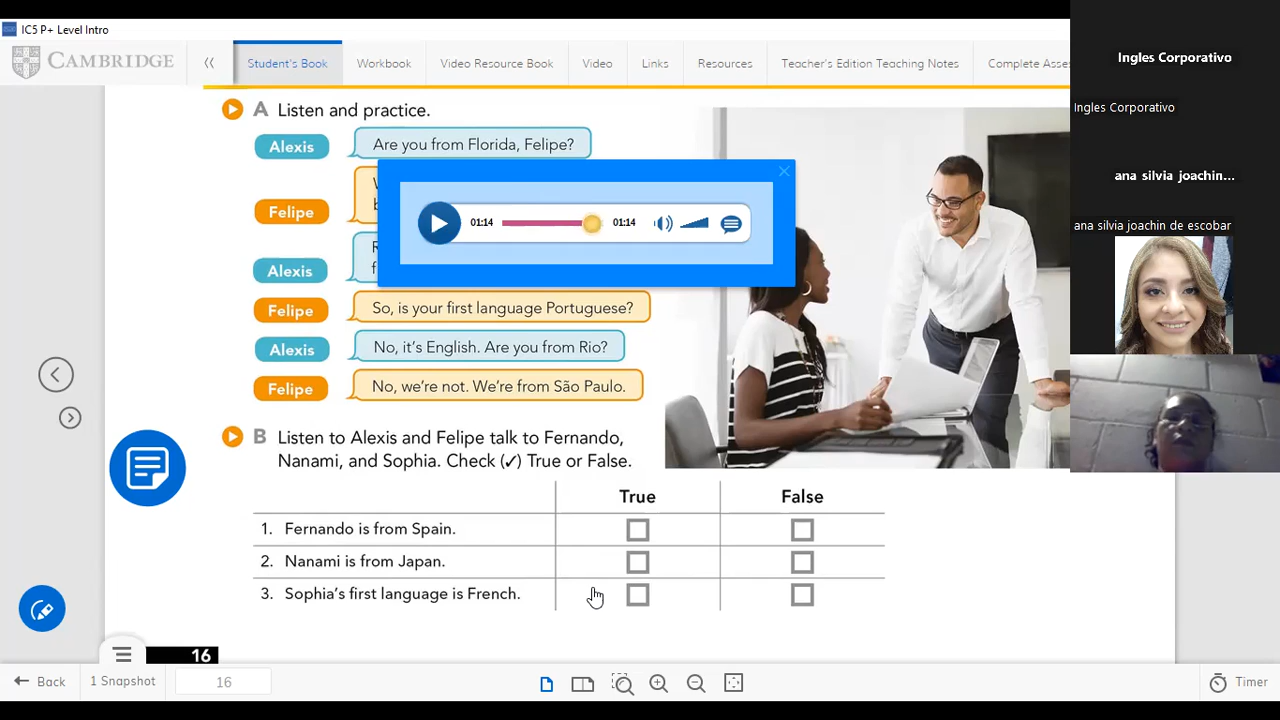 IC5 P+ Level Intro
CAMBRIDGE
Student's Book
Workbook
Video Resource Book
Video
Links
Resources
Teacher's Edition Teaching Notes
Complete Asses
A Listen and practice.
Alexis
Are you from Florida, Felipe?
Felipe
01:14
01:14
Alexis
Felipe
So, is your first language Portuguese?
Alexis
No, it's English. Are you from Rio?
Felipe
No, we're not. We're from São Paulo.
B Listen to Alexis and Felipe talk to Fernando,
Nanami, and Sophia. Check (✓) True or False.
True False
1. Fernando is from Spain.
2. Nanami is from Japan.
3. Sophia's first language is French.
16
Back
1 Snapshot
16
Timer
Ingles Corporativo
Ingles Corporativo
ana silvia joachin...
ana silvia joachin de escobar